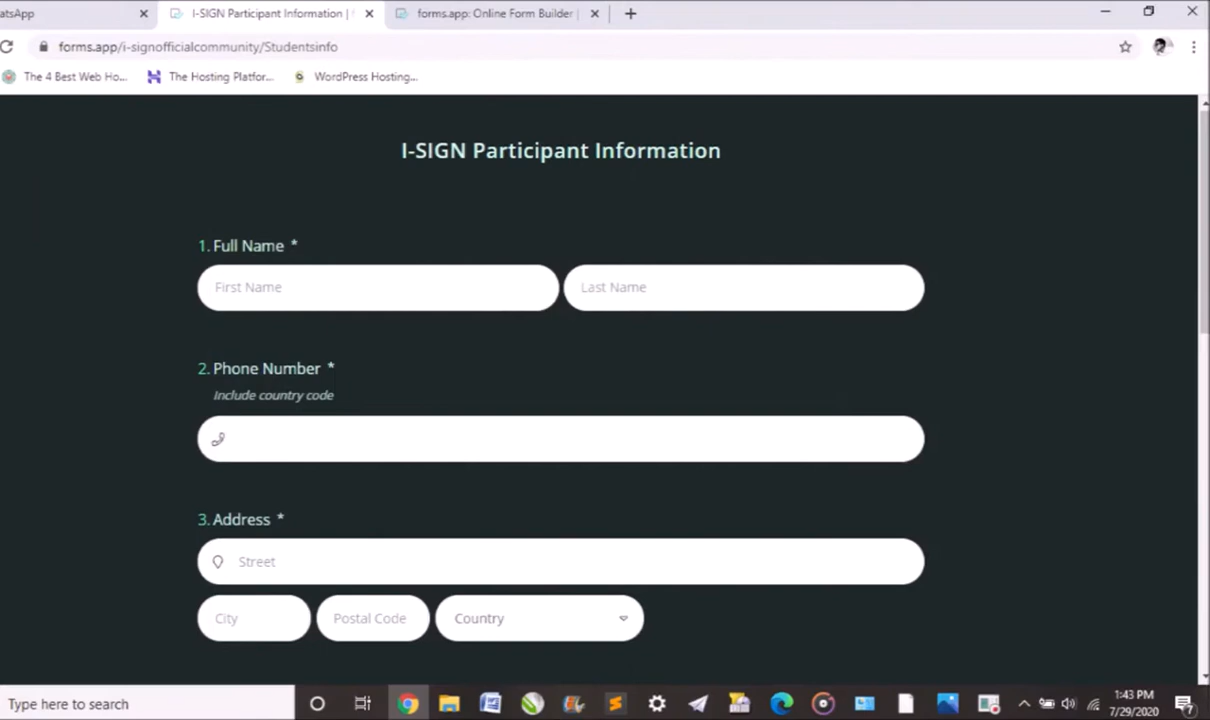 atsApp
I-SIGN Participant Information |
forms.app: Online Form Builder |
forms.app/i-signofficialcommunity/Studentsinfo
The 4 Best Web Ho...
The Hosting Platfor...
WordPress Hosting...
I-SIGN Participant Information
1. Full Name *
First Name
Last Name
2. Phone Number *
Include country code
3. Address *
Street
City
Postal Code
Country
Type here to search
1:43 PM
7/29/2020
7